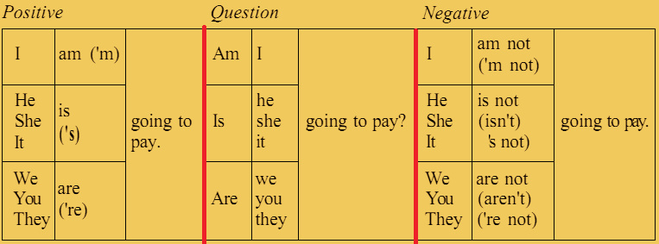 Positive
I am ('m)
He
She
It
is
('s)
We
You
They
are
('re)
going to
pay.
Question
Am I
Is
he
she
it
Are
we
you
they
going to pay?
Negative
I
am not
('m not)
He
She
It
is not
(isn't)
's not)
We
You
They
are not
(aren't)
('re not)
going to pay.